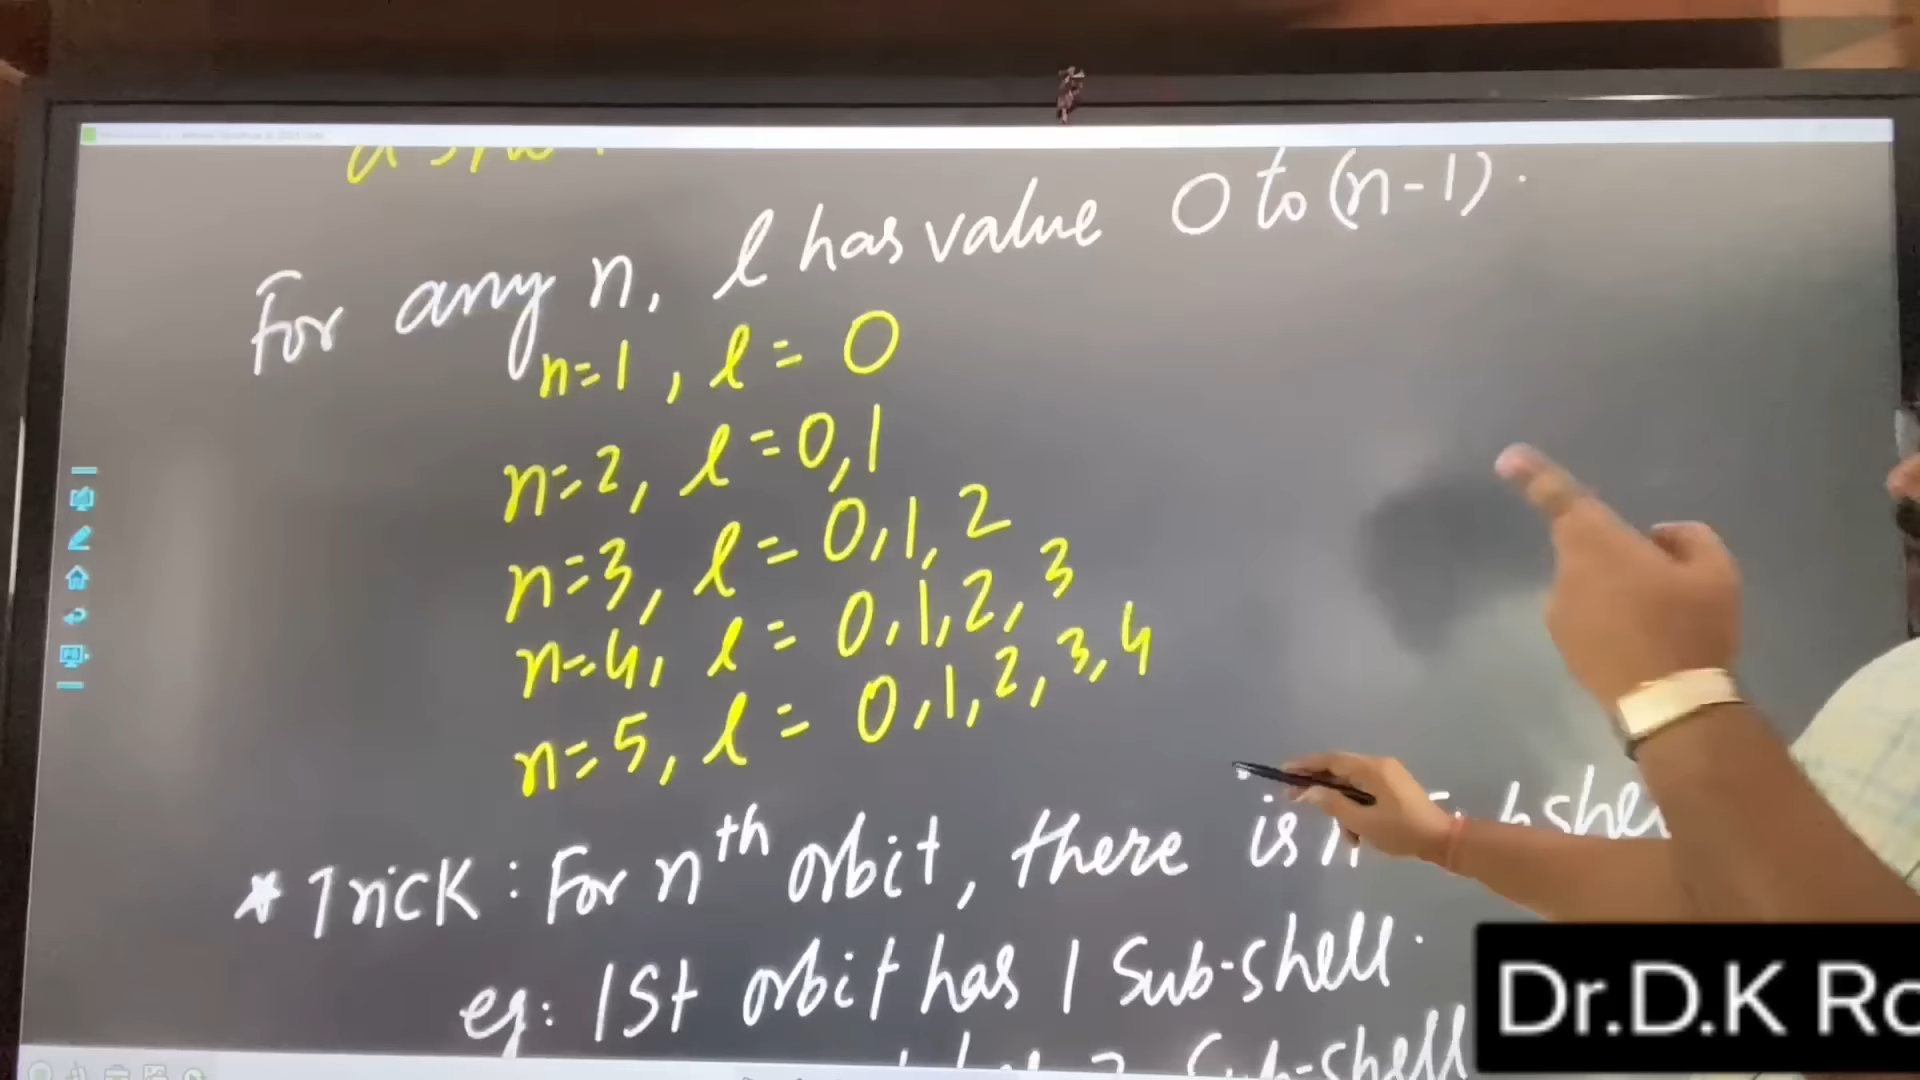 For any n, l has value 0 to (n-1).
n=1, l = 0
n=2, l = 0,1
n=3, l = 0,1,2
n=4, l = 0,1,2,3
n=5, l = 0,1,2,3,4
* Trick: For nth orbit, there is n
eg: 1st orbit has 1 Sub-shell.
Sub-shell
Dr.D.K